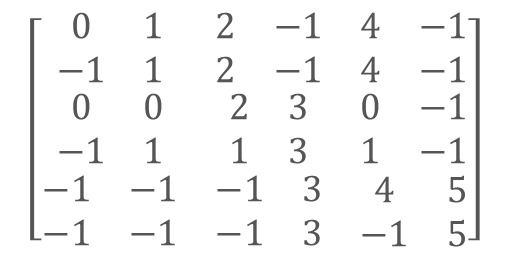 0 1 2 −1 4 −1
−1 1 2 −1 4 −1
0 0 2 3 0 −1
−1 1 1 3 1 −1
−1 −1 −1 3 4 5
−1 −1 −1 3 −1 5